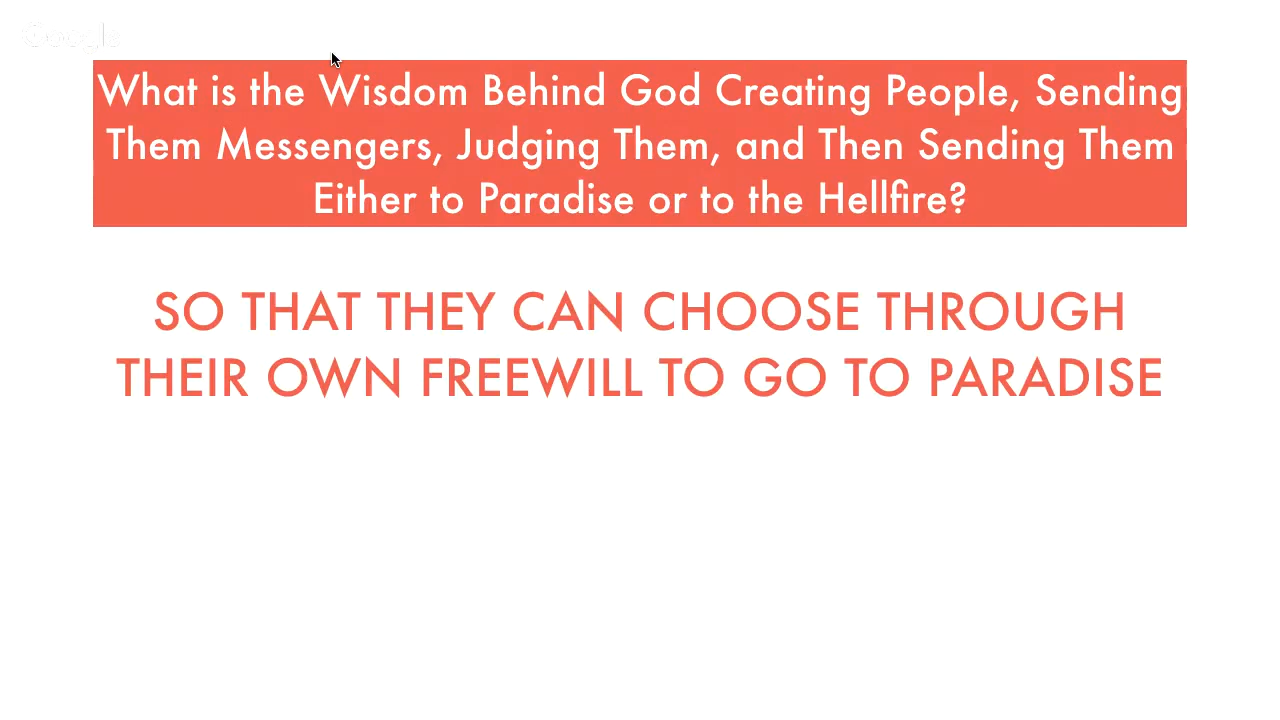 Google
What is the Wisdom Behind God Creating People, Sending
Them Messengers, Judging Them, and Then Sending Them
Either to Paradise or to the Hellfire?
SO THAT THEY CAN CHOOSE THROUGH
THEIR OWN FREEWILL TO GO TO PARADISE